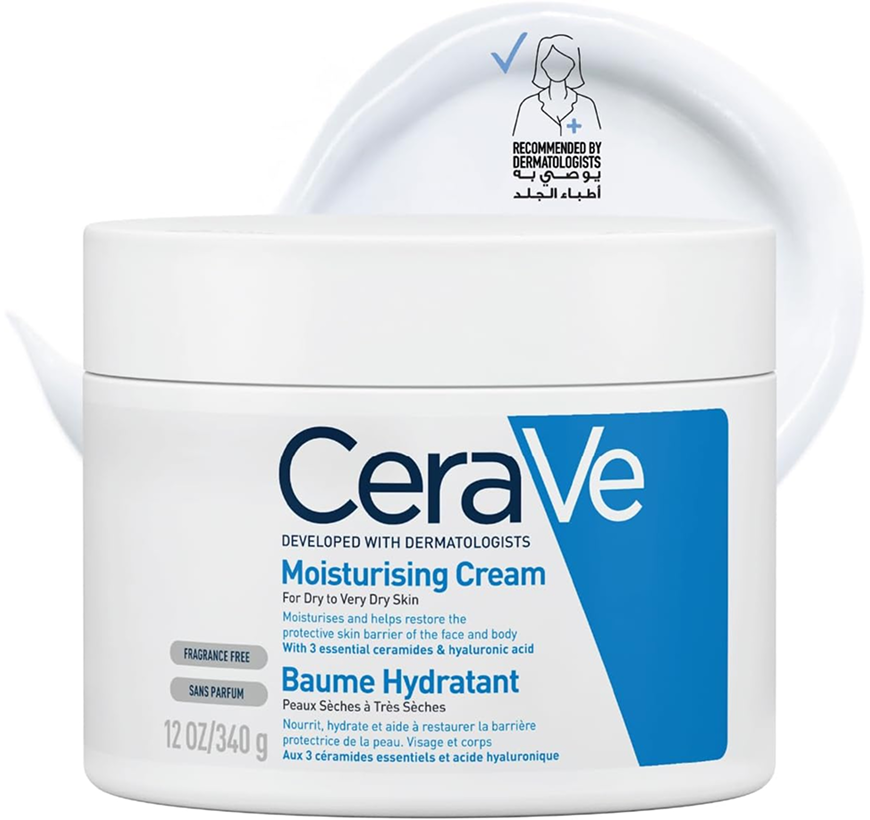 RECOMMENDED BY
DERMATOLOGISTS
يوصي به
أطباء الجلد
CeraVe
DEVELOPED WITH DERMATOLOGISTS
Moisturising Cream
For Dry to Very Dry Skin
Moisturises and helps restore the
protective skin barrier of the face and body
With 3 essential ceramides & hyaluronic acid
FRAGRANCE FREE
SANS PARFUM
12 OZ/340 g
Baume Hydratant
Peaux Sèches à Très Sèches
Nourrit, hydrate et aide à restaurer la barrière
protectrice de la peau. Visage et corps
Aux 3 céramides essentiels et acide hyaluronique